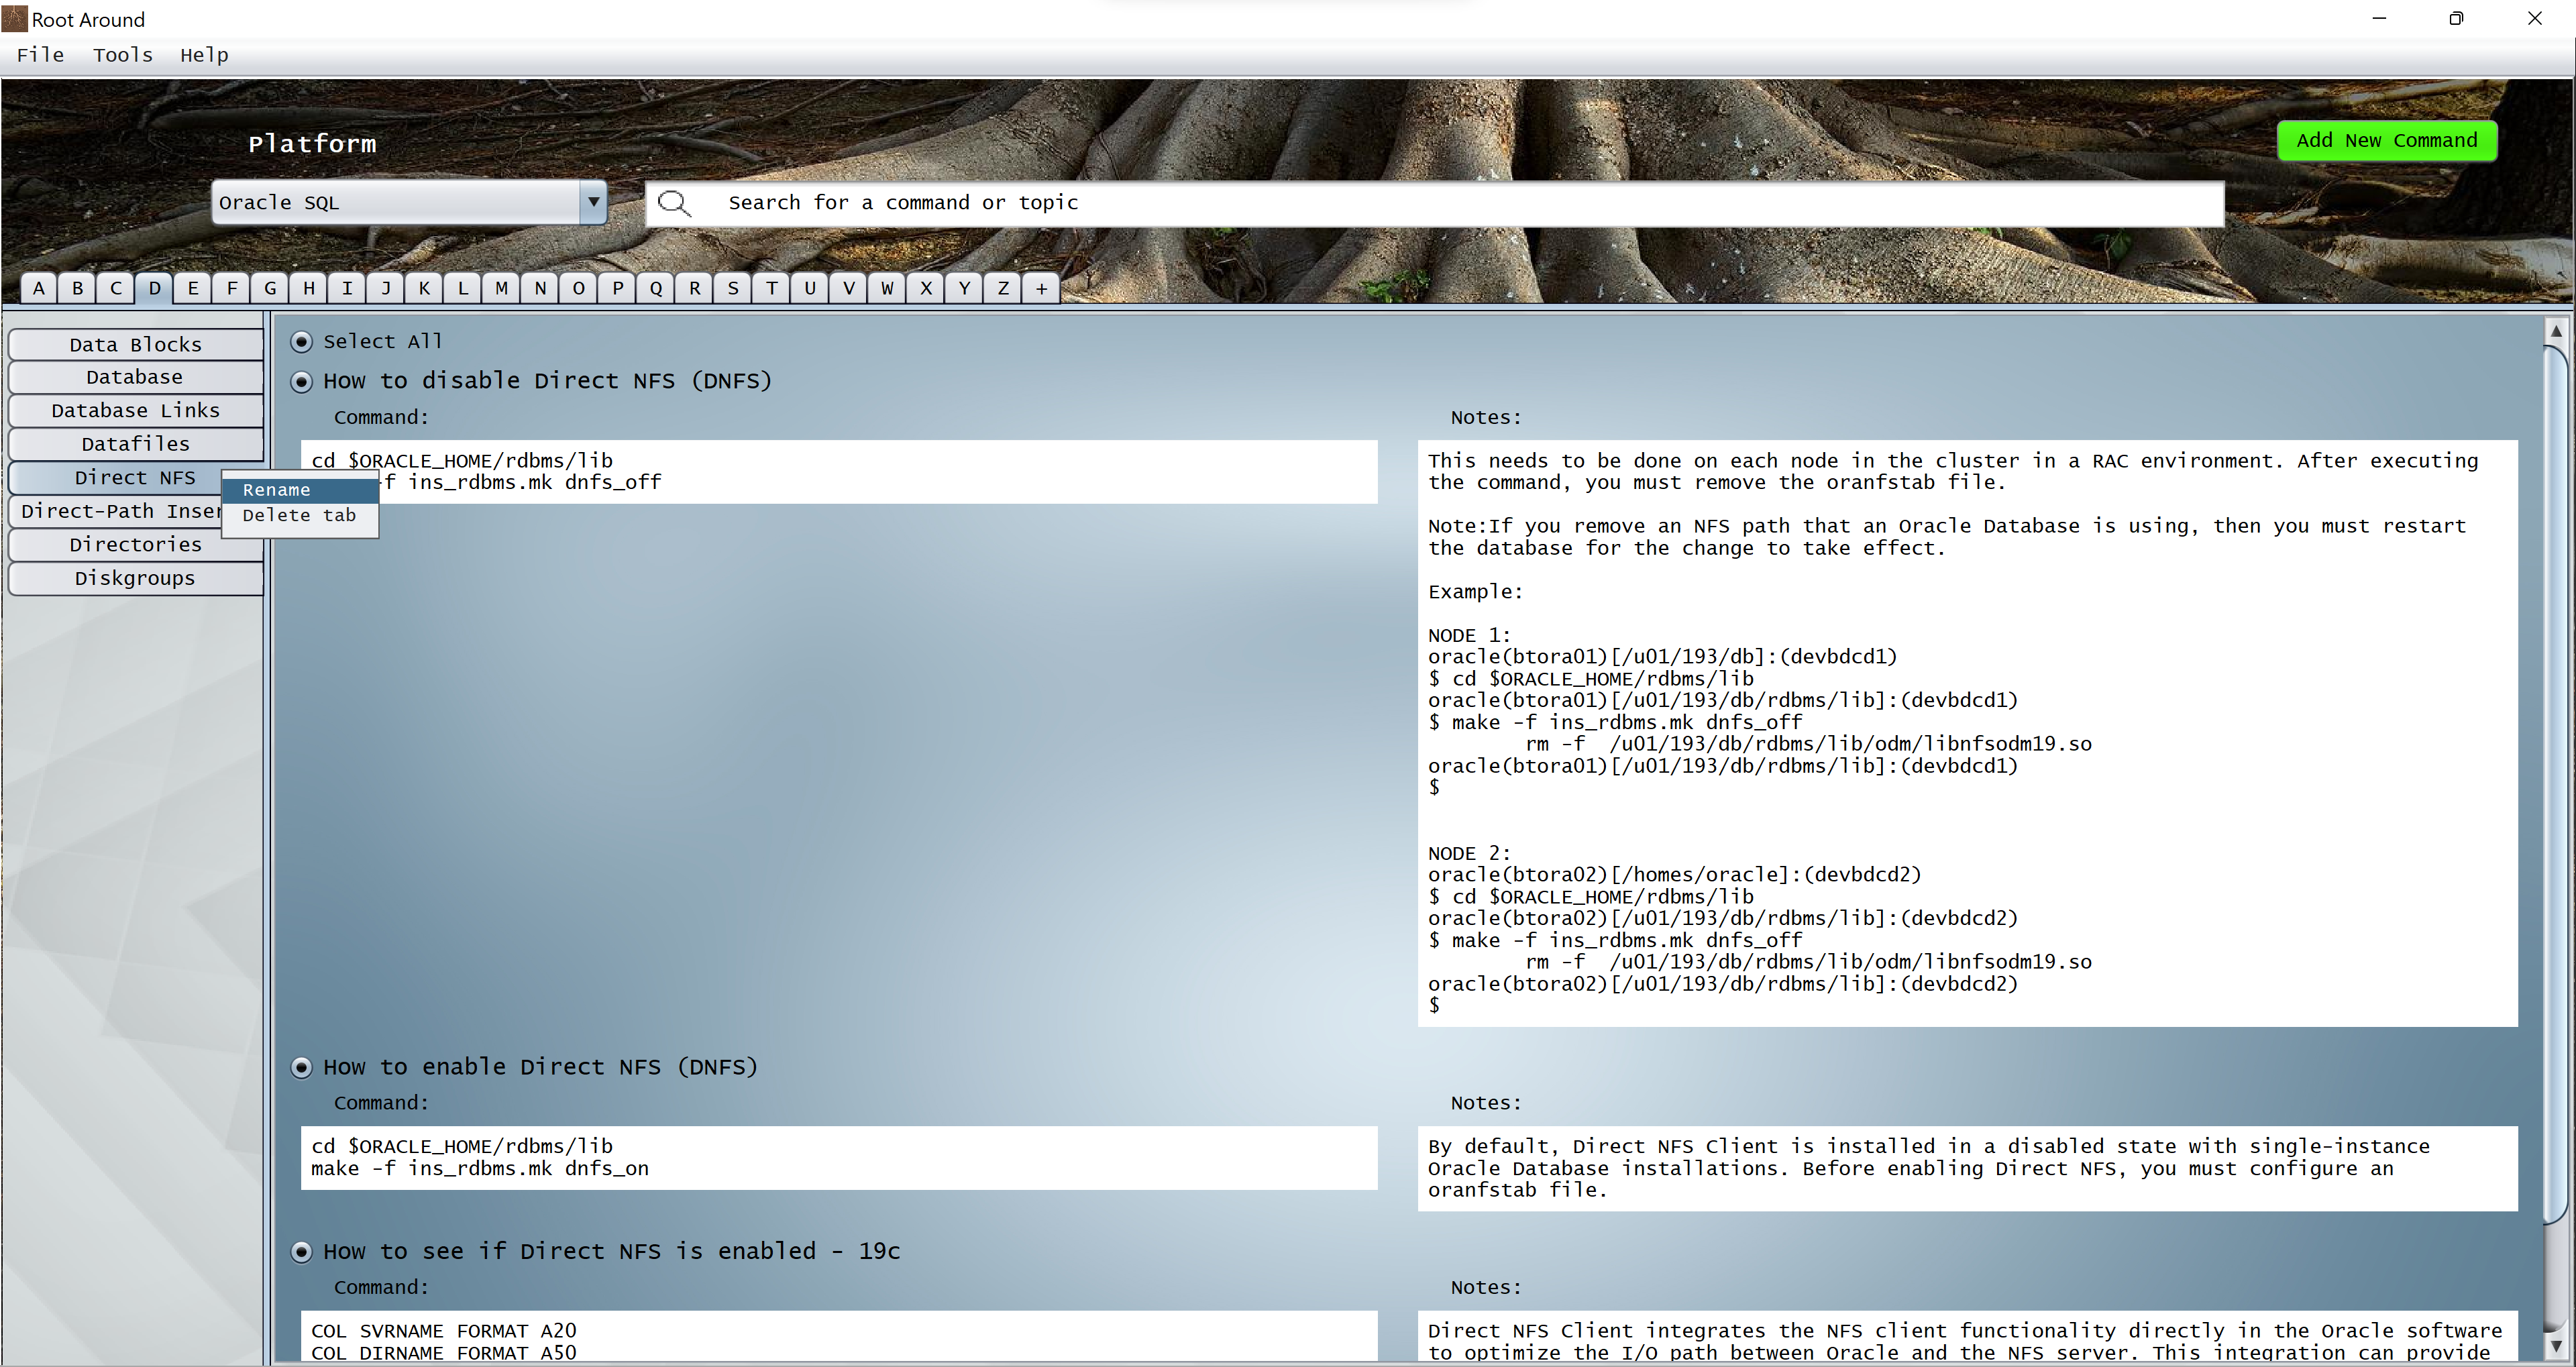 Root Around
File Tools Help
Platform
Add New Command
Oracle SQL
Search for a command or topic
A B C D E F G H I J K L M N O P Q R S T U V W X Y Z +
Data Blocks
Database
Database Links
Datafiles
Direct NFS
Direct-Path
Directories
Diskgroups
Rename
Delete tab
Select All
How to disable Direct NFS (DNFS)
Command:
cd $ORACLE_HOME/rdbms/lib
-f ins_rdbms.mk dnfs_off
Notes:
This needs to be done on each node in the cluster in a RAC environment. After executing
the command, you must remove the oranfstab file.
Note:If you remove an NFS path that an Oracle Database is using, then you must restart
the database for the change to take effect.
Example:
NODE 1:
oracle(btora01)[/u01/193/db]:(devbdcd1)
$ cd $ORACLE_HOME/rdbms/lib
oracle(btora01)[/u01/193/db/rdbms/lib]:(devbdcd1)
$ make -f ins_rdbms.mk dnfs_off
rm -f  /u01/193/db/rdbms/lib/odm/libnfsodm19.so
oracle(btora01)[/u01/193/db/rdbms/lib]:(devbdcd1)
$
NODE 2:
oracle(btora02)[/homes/oracle]:(devbdcd2)
$ cd $ORACLE_HOME/rdbms/lib
oracle(btora02)[/u01/193/db/rdbms/lib]:(devbdcd2)
$ make -f ins_rdbms.mk dnfs_off
rm -f  /u01/193/db/rdbms/lib/odm/libnfsodm19.so
oracle(btora02)[/u01/193/db/rdbms/lib]:(devbdcd2)
$
How to enable Direct NFS (DNFS)
Command:
cd $ORACLE_HOME/rdbms/lib
make -f ins_rdbms.mk dnfs_on
Notes:
By default, Direct NFS Client is installed in a disabled state with single-instance
Oracle Database installations. Before enabling Direct NFS, you must configure an
oranfstab file.
How to see if Direct NFS is enabled - 19c
Command:
COL SVRNAME FORMAT A20
COL DIRNAME FORMAT A50
Notes:
Direct NFS Client integrates the NFS client functionality directly in the Oracle software
to optimize the I/O path between Oracle and the NFS server. This integration can provide